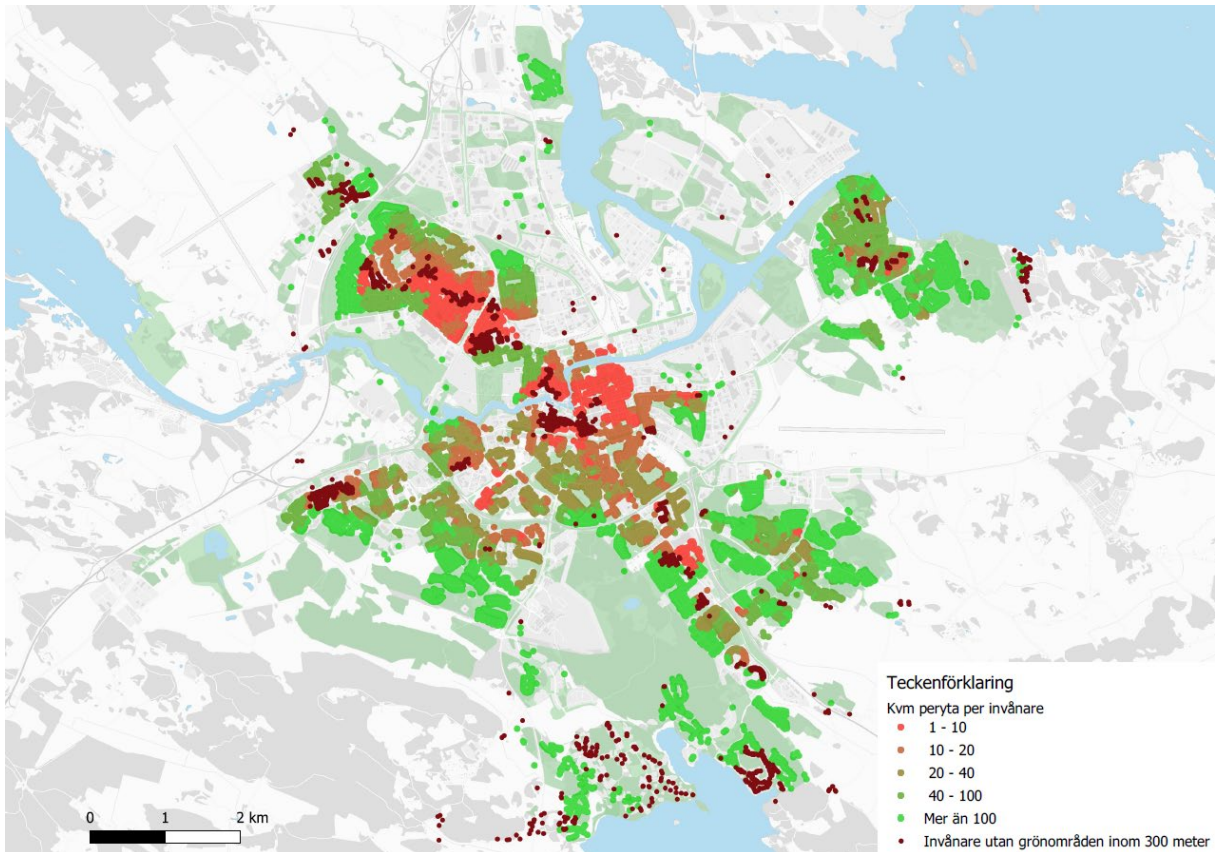 Teckenförklaring
Kvm peryta per invånare
1 - 10
10 - 20
20 - 40
40 - 100
Mer än 100
Invånare utan grönområden inom 300 meter
0 1 2 km